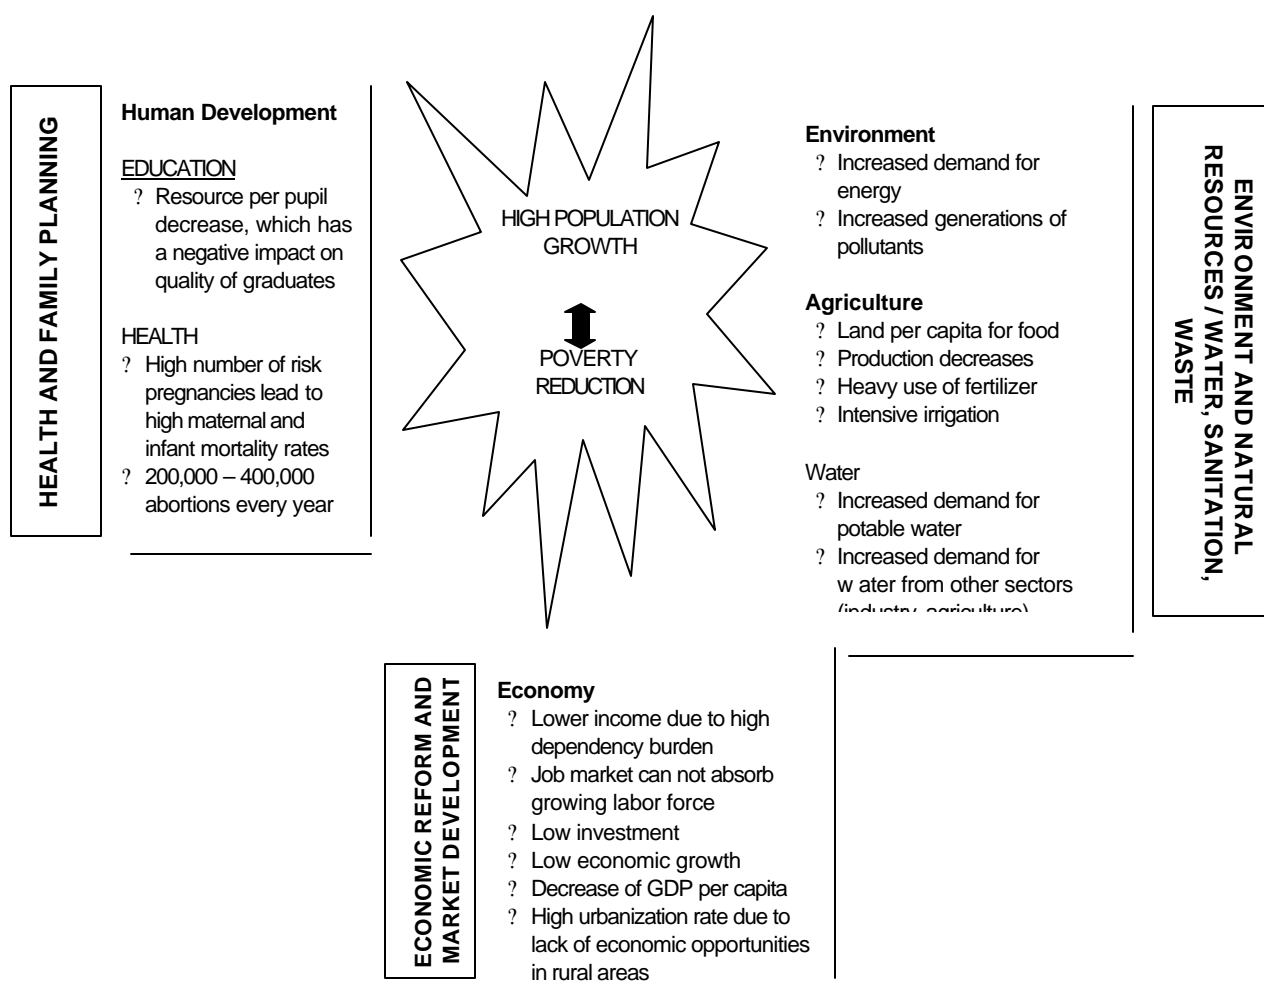 HEALTH AND FAMILY PLANNING
Human Development
EDUCATION
? Resource per pupil
decrease, which has
a negative impact on
quality of graduates
HEALTH
? High number of risk
pregnancies lead to
high maternal and
infant mortality rates
? 200,000 – 400,000
abortions every year
HIGH POPULATION
GROWTH
POVERTY
REDUCTION
Environment
? Increased demand for
energy
? Increased generations of
pollutants
Agriculture
? Land per capita for food
? Production decreases
? Heavy use of fertilizer
? Intensive irrigation
Water
? Increased demand for
potable water
? Increased demand for
w ater from other sectors
(industry, agriculture)
ENVIRONMENT AND NATURAL
RESOURCES / WATER, SANITATION,
WASTE
ECONOMIC REFORM AND
MARKET DEVELOPMENT
Economy
? Lower income due to high
dependency burden
? Job market can not absorb
growing labor force
? Low investment
? Low economic growth
? Decrease of GDP per capita
? High urbanization rate due to
lack of economic opportunities
in rural areas